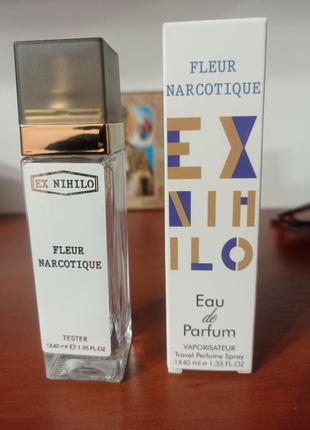 EX NIHILO
FLEUR
NARCOTIQUE
TESTER
1X40 ml ℮ 1.35 FL.OZ
FLEUR
NARCOTIQUE
EX
NIH
ILO
Eau
de
Parfum
VAPORISATEUR
Travel Perfume Spray
1X40 ml ℮ 1,35 FL.OZ